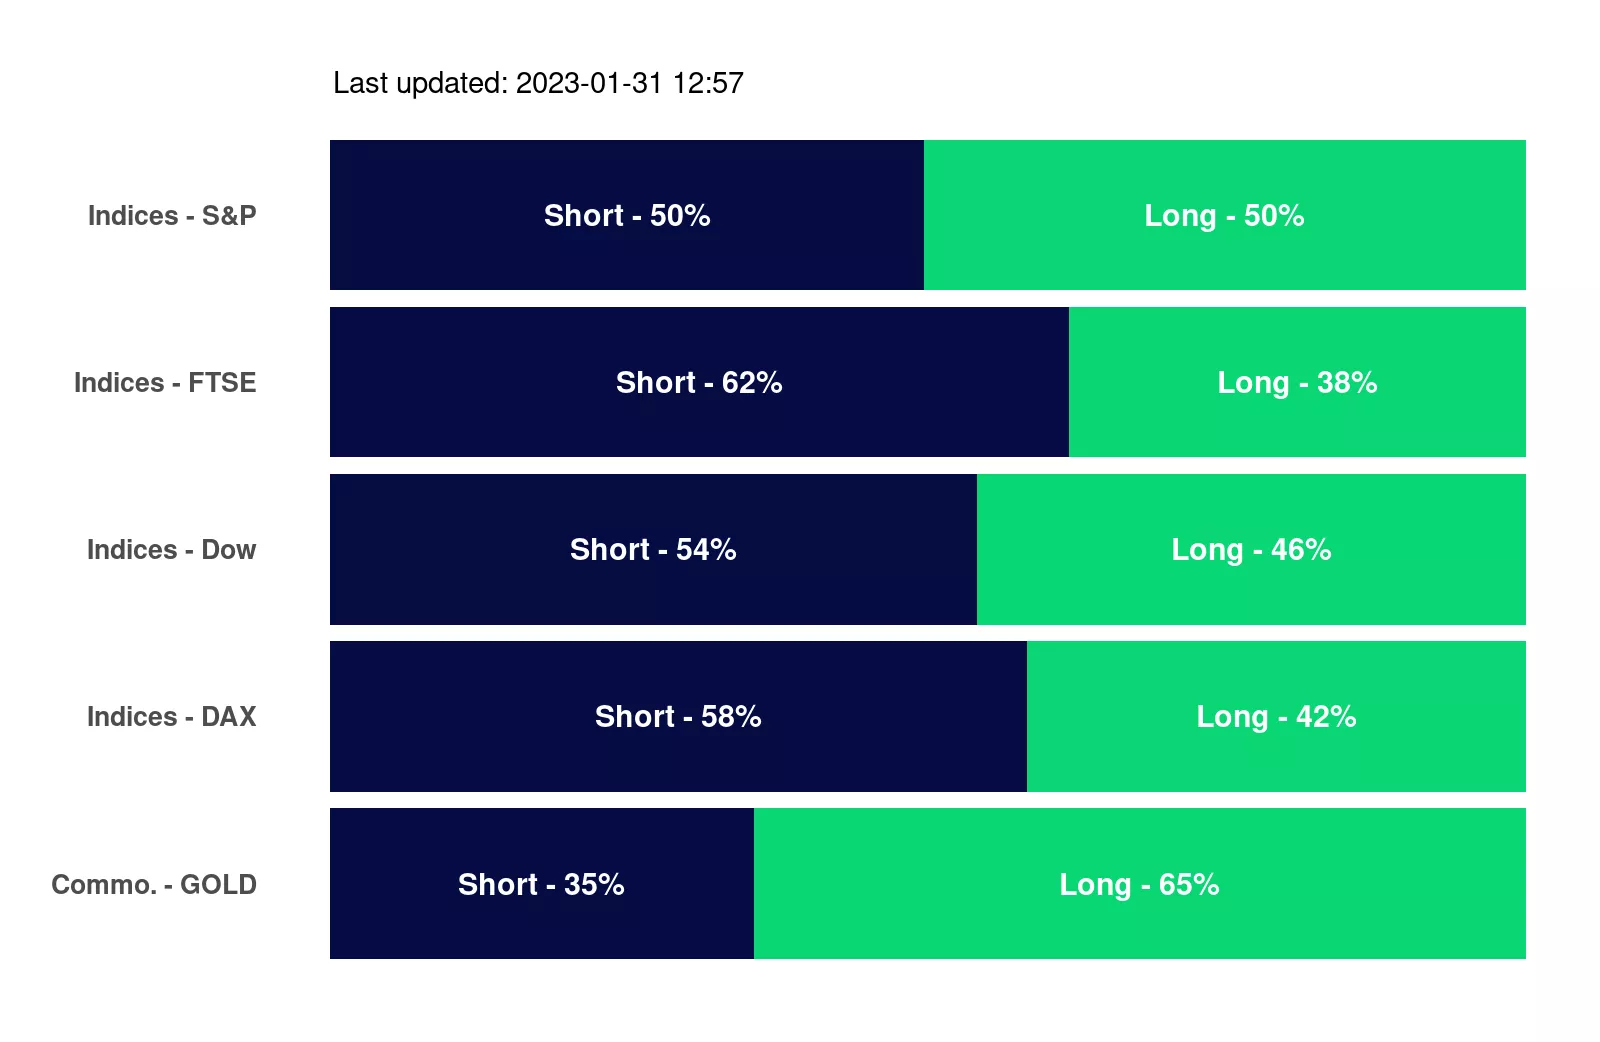 Last updated: 2023-01-31 12:57
Indices - S&P Short - 50% Long - 50%
Indices - FTSE Short - 62% Long - 38%
Indices - Dow Short - 54% Long - 46%
Indices - DAX Short - 58% Long - 42%
Commo. - GOLD Short - 35% Long - 65%